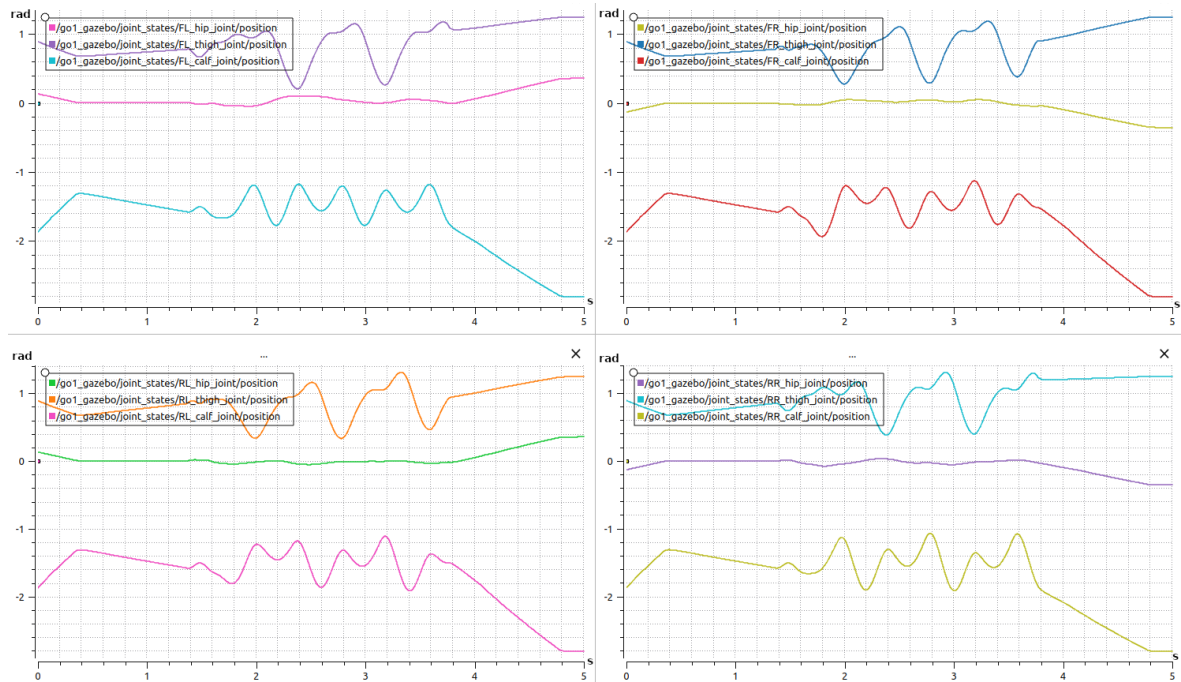 rad
/go1_gazebo/joint_states/FL_hip_joint/position
/go1_gazebo/joint_states/FL_thigh_joint/position
/go1_gazebo/joint_states/FL_calf_joint/position
1
0
-1
-2
0 1 2 3 4 5
s
rad
/go1_gazebo/joint_states/FR_hip_joint/position
/go1_gazebo/joint_states/FR_thigh_joint/position
/go1_gazebo/joint_states/FR_calf_joint/position
1
0
-1
-2
0 1 2 3 4 5
s
rad
...
/go1_gazebo/joint_states/RL_hip_joint/position
/go1_gazebo/joint_states/RL_thigh_joint/position
/go1_gazebo/joint_states/RL_calf_joint/position
1
0
-1
-2
0 1 2 3 4 5
s
rad
...
/go1_gazebo/joint_states/RR_hip_joint/position
/go1_gazebo/joint_states/RR_thigh_joint/position
/go1_gazebo/joint_states/RR_calf_joint/position
1
0
-1
-2
0 1 2 3 4 5
s